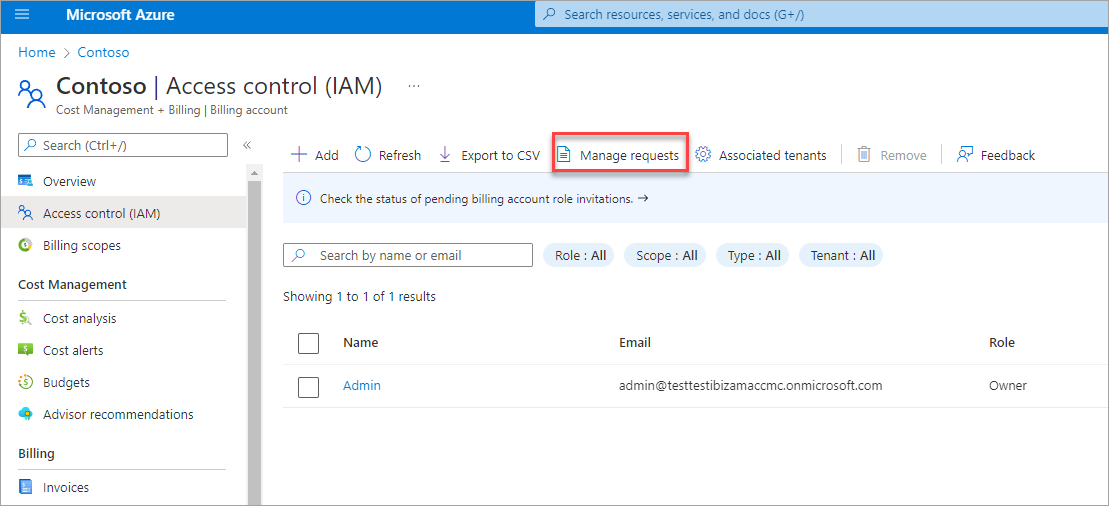 Microsoft Azure
Search resources, services, and docs (G+/)
Home > Contoso
Contoso | Access control (IAM) ...
Cost Management + Billing | Billing account
Search (Ctrl+/) «
Add Refresh Export to CSV Manage requests Associated tenants Remove Feedback
Overview
Access control (IAM)
Billing scopes
Cost Management
Cost analysis
Cost alerts
Budgets
Advisor recommendations
Billing
Invoices
Check the status of pending billing account role invitations. →
Search by name or email Role : All Scope : All Type : All Tenant : All
Showing 1 to 1 of 1 results
Name Email Role
Admin admin@testtestibizamaccmc.onmicrosoft.com Owner